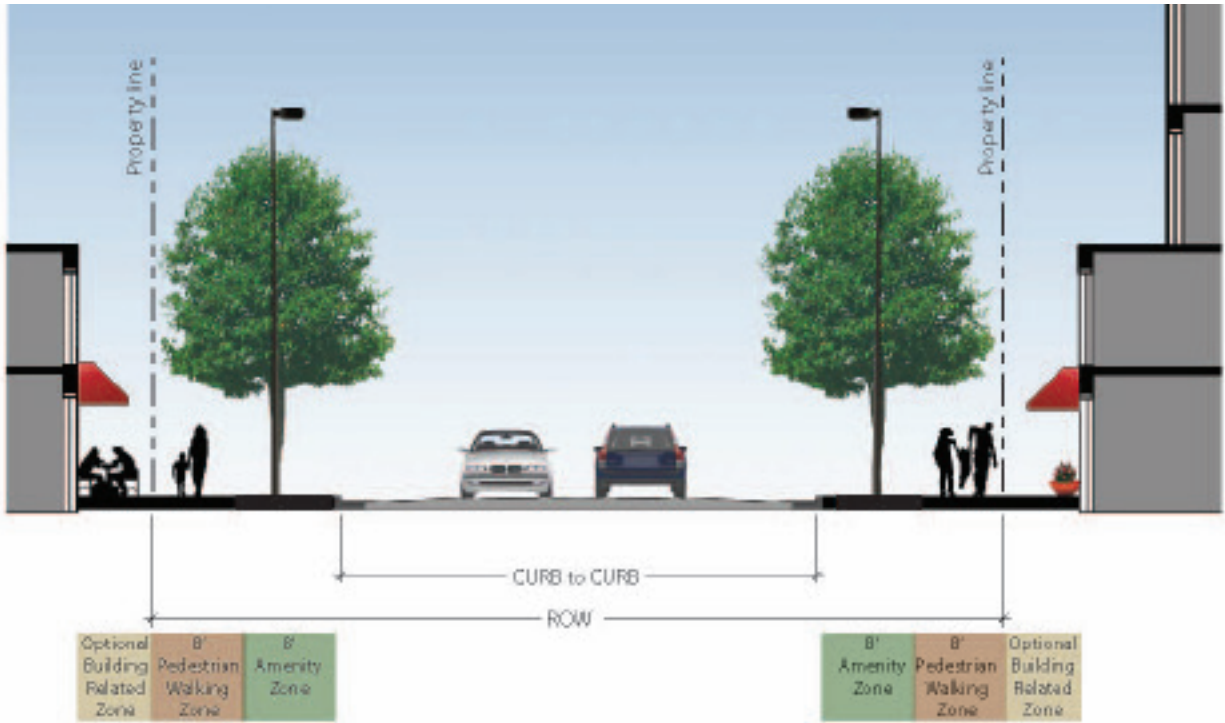 Property line
Property line
CURB to CURB
ROW
Optional
Building
Related
Zone
8'
Pedestrian
Walking
Zone
8'
Amenity
Zone
8'
Amenity
Zone
8'
Pedestrian
Walking
Zone
Optional
Building
Related
Zone